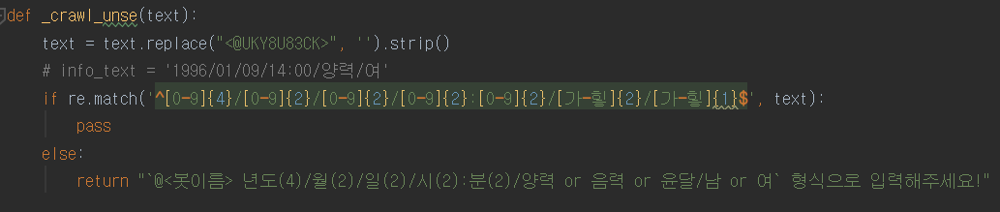 def _crawl_unse(text):
text = text.replace("<@UKY8U83CK>", '').strip()
# info_text = '1996/01/09/14:00/양력/여'
if re.match('^[0-9]{4}/[0-9]{2}/[0-9]{2}/[0-9]{2}:[0-9]{2}/[가-힣]{2}/[가-힣]{1}$', text):
pass
else:
return "`@<봇이름> 년도(4)/월(2)/일(2)/시(2):분(2)/양력 or 음력 or 윤달/남 or 여` 형식으로 입력해주세요!"